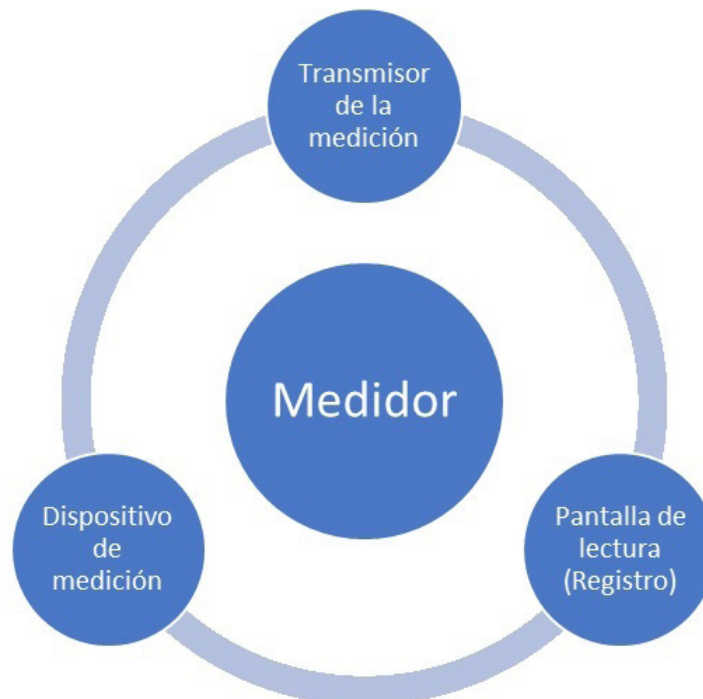 Transmisor
de la
medición
Medidor
Dispositivo
de
medición
Pantalla de
lectura
(Registro)